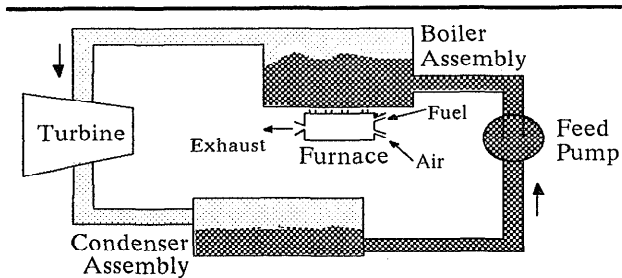 Boiler
Assembly
Turbine
Fuel
Exhaust
Furnace
Air
Feed
Pump
Condenser
Assembly